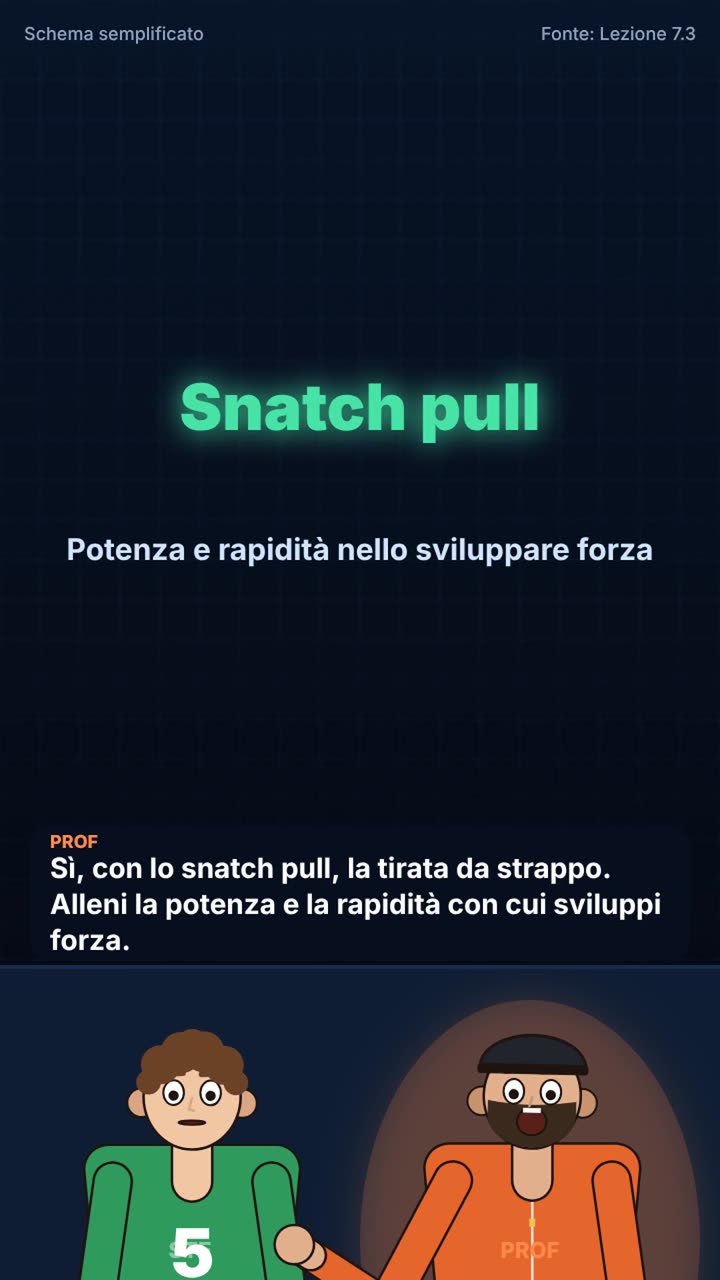 Schema semplificato
Fonte: Lezione 7.3
Snatch pull
Potenza e rapidità nello sviluppare forza
PROF
Sì, con lo snatch pull, la tirata da strappo.
Alleni la potenza e la rapidità con cui sviluppi
forza.
5
PROF